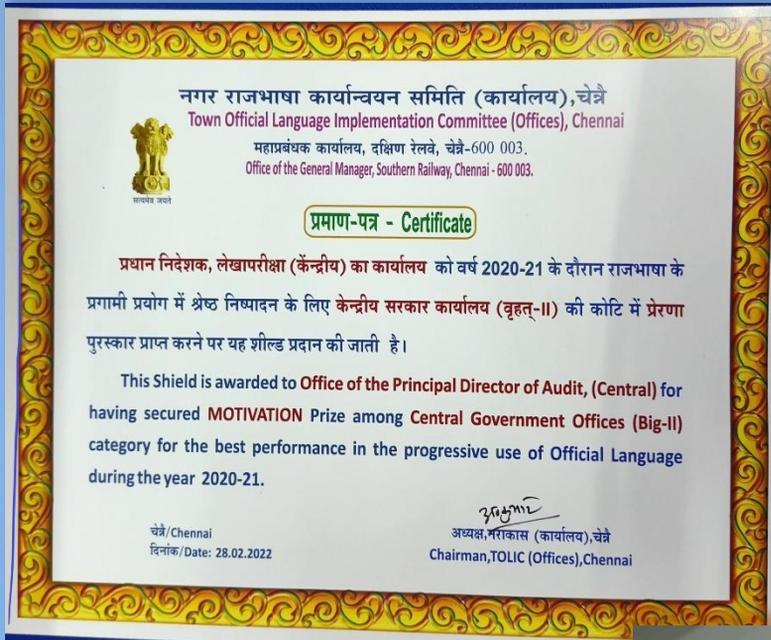 नगर राजभाषा कार्यान्वयन समिति (कार्यालय),चेन्नै
Town Official Language Implementation Committee (Offices), Chennai
महाप्रबंधक कार्यालय, दक्षिण रेलवे, चेन्नै-600 003.
Office of the General Manager, Southern Railway, Chennai - 600 003.
सत्यमेव जयते
प्रमाण-पत्र - Certificate
प्रधान निदेशक, लेखापरीक्षा (केंन्द्रीय) का कार्यालय को वर्ष 2020-21 के दौरान राजभाषा के
प्रगामी प्रयोग में श्रेष्ठ निष्पादन के लिए केन्द्रीय सरकार कार्यालय (वृहत्-II) की कोटि में प्रेरणा
पुरस्कार प्राप्त करने पर यह शील्ड प्रदान की जाती है।
This Shield is awarded to Office of the Principal Director of Audit, (Central) for
having secured MOTIVATION Prize among Central Government Offices (Big-II)
category for the best performance in the progressive use of Official Language
during the year 2020-21.
चेन्नै/Chennai
दिनांक/Date: 28.02.2022
अध्यक्ष,नराकास (कार्यालय),चेन्नै
Chairman,TOLIC (Offices),Chennai